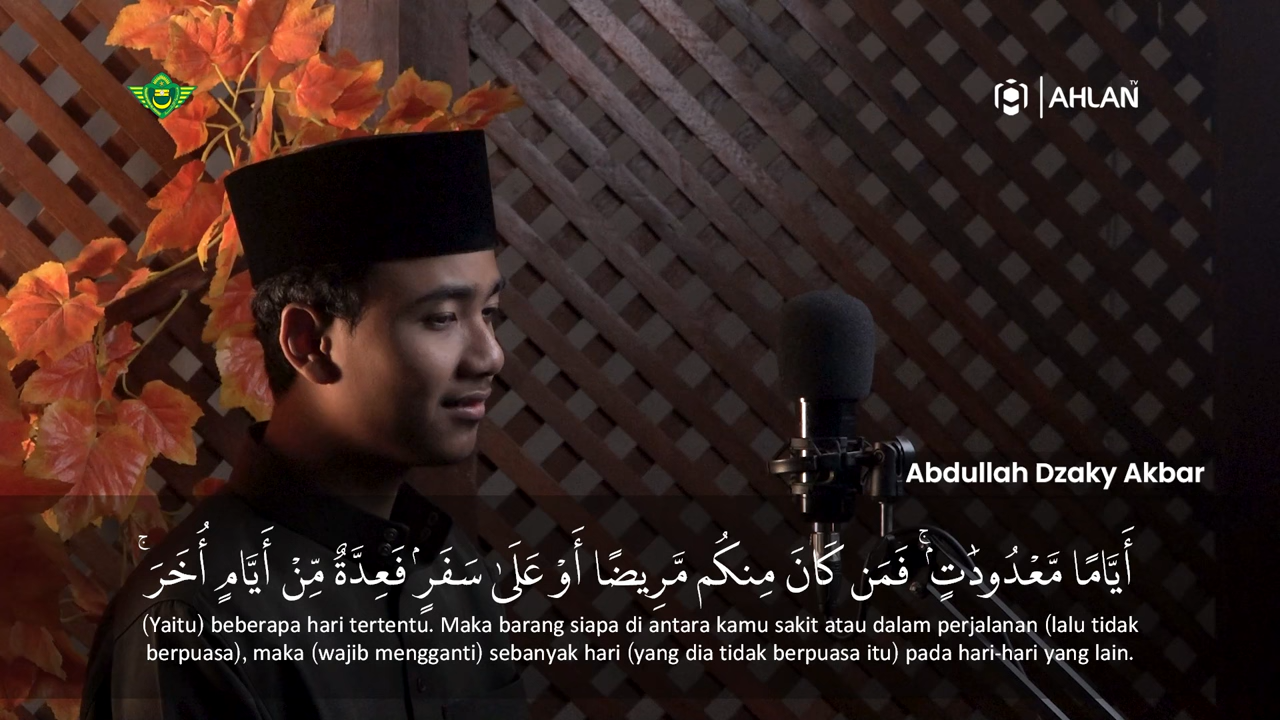 AHLAN TV
Abdullah Dzaky Akbar
أَيَّامًا مَّعْدُودَٰتٍ ۚ فَمَن كَانَ مِنكُم مَّرِيضًا أَوْ عَلَىٰ سَفَرٍ فَعِدَّةٌ مِّنْ أَيَّامٍ أُخَرَ ۚ
(Yaitu) beberapa hari tertentu. Maka barang siapa di antara kamu sakit atau dalam perjalanan (lalu tidak
berpuasa), maka (wajib mengganti) sebanyak hari (yang dia tidak berpuasa itu) pada hari-hari yang lain.